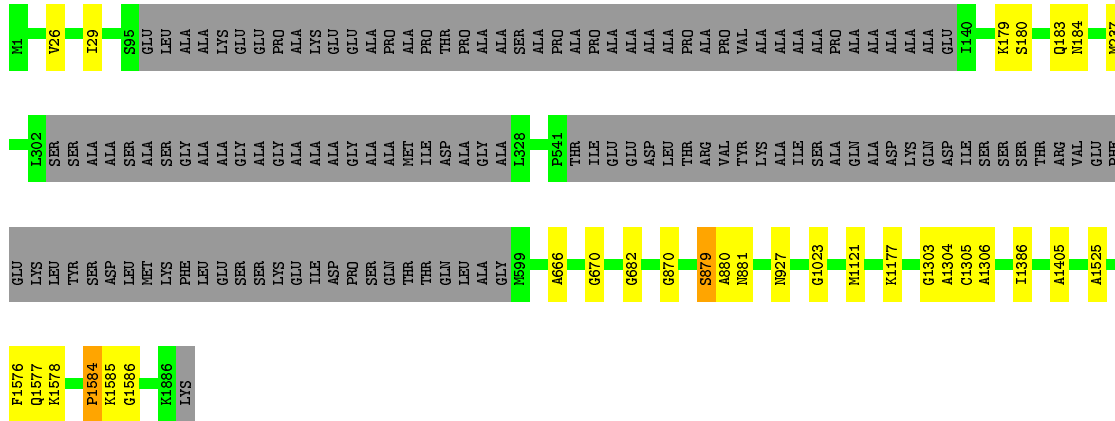 M1 V26 I29 S95 GLU LEU ALA ALA LYS GLU GLU PRO ALA LYS GLU GLU ALA PRO ALA PRO THR PRO ALA ALA SER ALA PRO ALA PRO ALA ALA ALA ALA PRO ALA PRO VAL ALA ALA ALA ALA PRO ALA ALA ALA ALA ALA GLU I140 K179 S180 Q183 N184 M237
L302 SER SER ALA ALA SER ALA SER GLY ALA ALA GLY ALA GLY ALA ALA ALA GLY ALA ALA MET ILE ASP ALA GLY ALA L328 P541 THR ILE GLU GLU ASP LEU THR ARG VAL TYR LYS ALA ILE SER ALA GLN ALA ASP LYS GLN ASP ILE SER SER SER THR ARG VAL GLU PHE
GLU LYS LEU TYR SER ASP LEU MET LYS PHE LEU GLU SER SER LYS GLU ILE ASP PRO SER GLN THR THR GLN LEU ALA GLY M599 A666 G670 G682 G870 S879 A880 N881 N927 G1023 M1121 K1177 G1303 A1304 C1305 A1306 I1386 A1405 A1525
F1576 Q1577 K1578 P1584 K1585 G1586 K1886 LYS